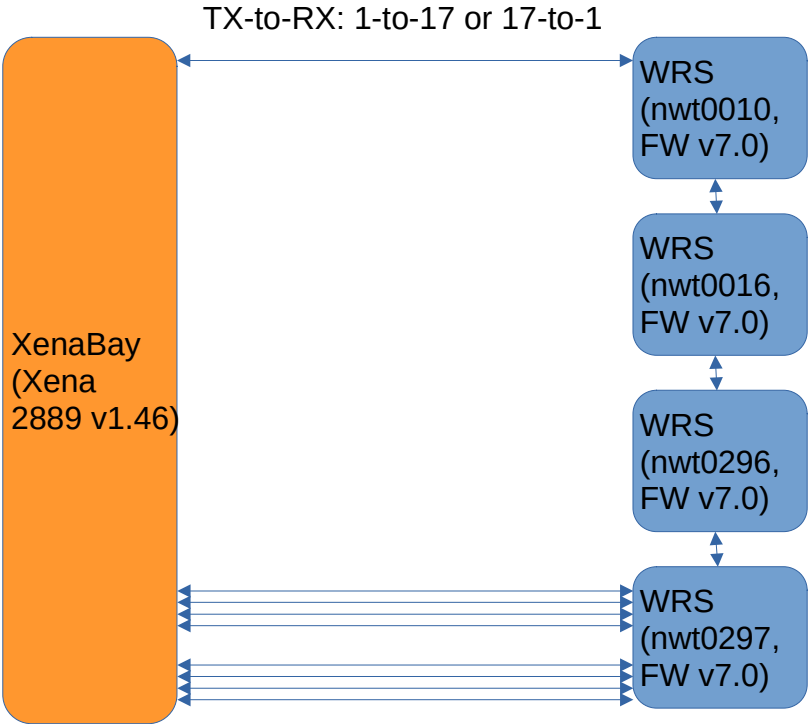 TX-to-RX: 1-to-17 or 17-to-1
WRS
(nwt0010,
FW v7.0)
WRS
(nwt0016,
FW v7.0)
XenaBay
(Xena
2889 v1.46)
WRS
(nwt0296,
FW v7.0)
WRS
(nwt0297,
FW v7.0)